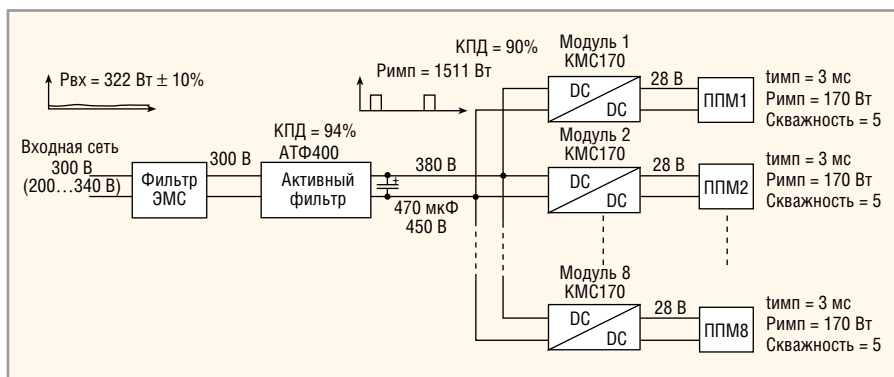 Pвх = 322 Вт ± 10%
Входная сеть
300 В
(200...340 В)
Фильтр
ЭМС
300 В
КПД = 94%
АТФ400
Активный
фильтр
±
470 мкФ
450 В
380 В
Pимп = 1511 Вт
КПД = 90%
Модуль 1
КМС170
DC
DC
28 В
ППМ1
tимп = 3 мс
Pимп = 170 Вт
Скважность = 5
Модуль 2
КМС170
DC
DC
28 В
ППМ2
tимп = 3 мс
Pимп = 170 Вт
Скважность = 5
Модуль 8
КМС170
DC
DC
28 В
ППМ8
tимп = 3 мс
Pимп = 170 Вт
Скважность = 5